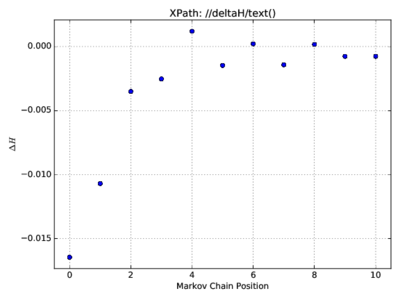 XPath: //deltaH/text()
0.000
−0.005
−0.010
−0.015
ΔH
0 2 4 6 8 10
Markov Chain Position